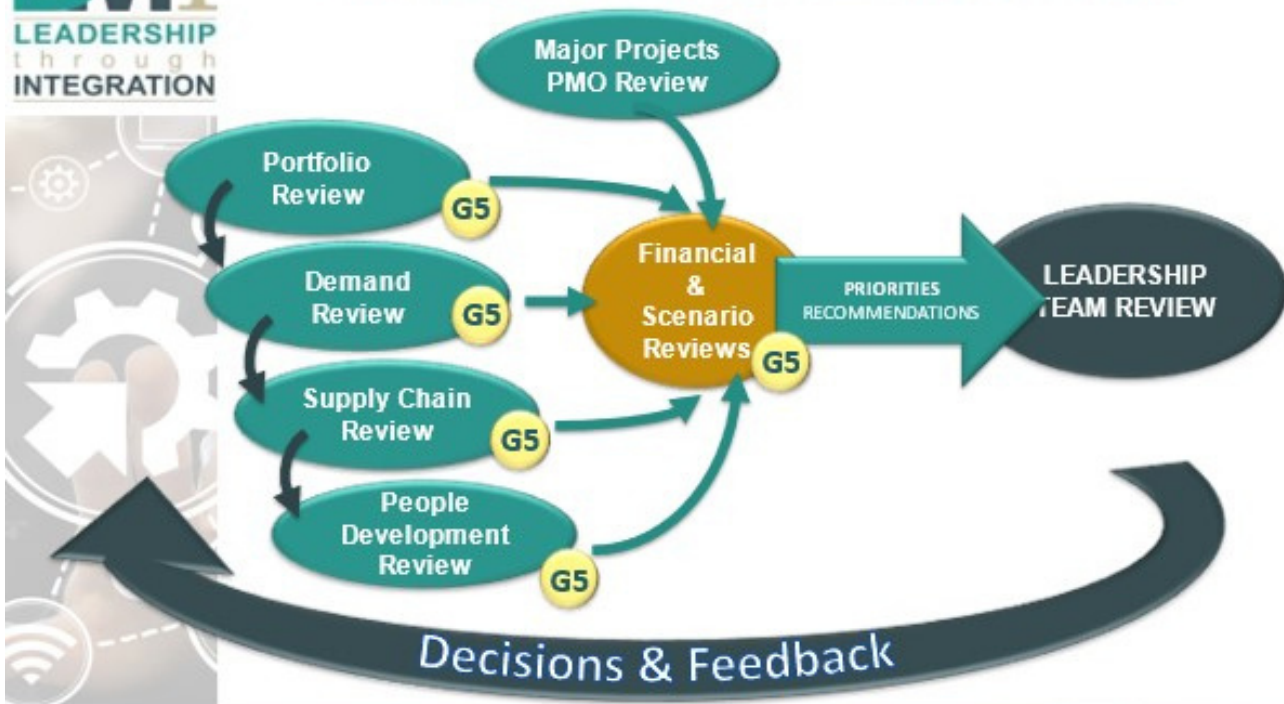 LEADERSHIP
through
INTEGRATION
Major Projects
PMO Review
Portfolio
Review
G5
Demand
Review
G5
Supply Chain
Review
G5
People
Development
Review
G5
Financial
&
Scenario
Reviews
G5
PRIORITIES
RECOMMENDATIONS
LEADERSHIP
TEAM REVIEW
Decisions & Feedback